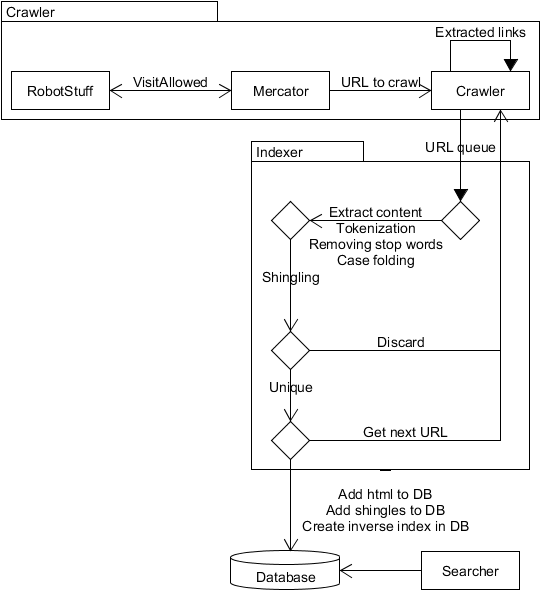 Crawler
Extracted links
RobotStuff
VisitAllowed
Mercator
URL to crawl
Crawler
URL queue
Indexer
Extract content
Tokenization
Removing stop words
Case folding
Shingling
Discard
Unique
Get next URL
Add html to DB
Add shingles to DB
Create inverse index in DB
Database
Searcher